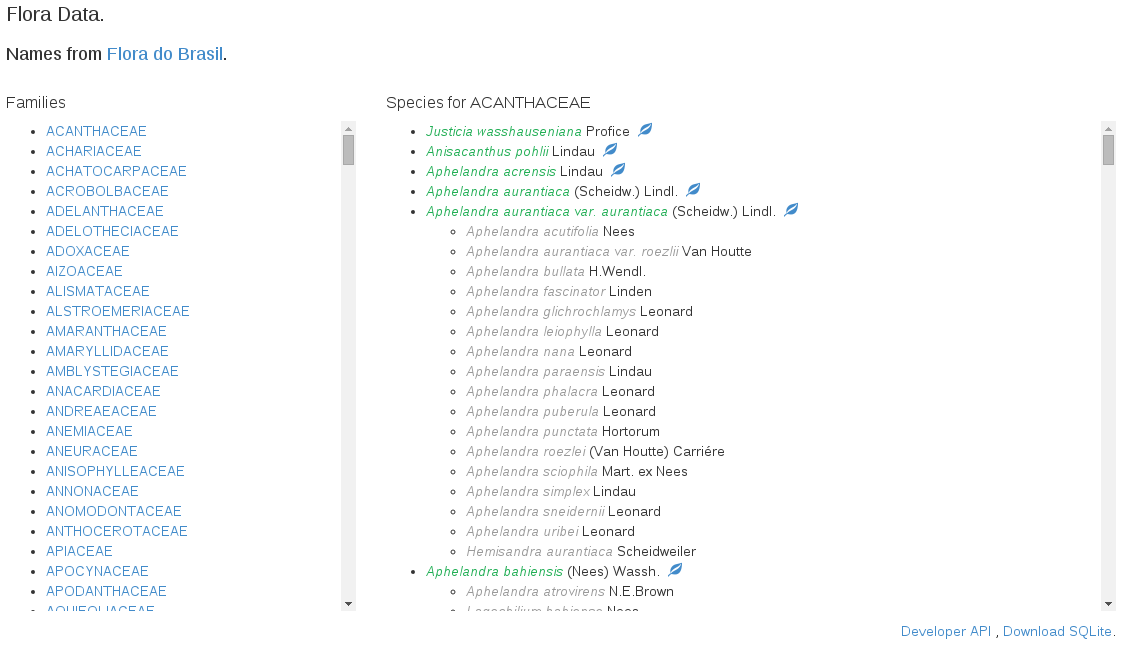 Flora Data.
Names from Flora do Brasil.
Families
ACANTHACEAE
ACHARIACEAE
ACHATOCARPACEAE
ACROBOLBACEAE
ADELANTHACEAE
ADELOTHECIACEAE
ADOXACEAE
AIZOACEAE
ALISMATACEAE
ALSTROEMERIACEAE
AMARANTHACEAE
AMARYLLIDACEAE
AMBLYSTEGIACEAE
ANACARDIACEAE
ANDREAEACEAE
ANEMIACEAE
ANEURACEAE
ANISOPHYLLEACEAE
ANNONACEAE
ANOMODONTACEAE
ANTHOCEROTACEAE
APIACEAE
APOCYNACEAE
APODANTHACEAE
AQUIFOLIACEAE
Species for ACANTHACEAE
Justicia wasshauseniana Profice
Anisacanthus pohlii Lindau
Aphelandra acrensis Lindau
Aphelandra aurantiaca (Scheidw.) Lindl.
Aphelandra aurantiaca var. aurantiaca (Scheidw.) Lindl.
Aphelandra acutifolia Nees
Aphelandra aurantiaca var. roezlii Van Houtte
Aphelandra bullata H.Wendl.
Aphelandra fascinator Linden
Aphelandra glichrochlamys Leonard
Aphelandra leiophylla Leonard
Aphelandra nana Leonard
Aphelandra paraensis Lindau
Aphelandra phalacra Leonard
Aphelandra puberula Leonard
Aphelandra punctata Hortorum
Aphelandra roezlei (Van Houtte) Carriére
Aphelandra sciophila Mart. ex Nees
Aphelandra simplex Lindau
Aphelandra sneidernii Leonard
Aphelandra uribei Leonard
Hemisandra aurantiaca Scheidweiler
Aphelandra bahiensis (Nees) Wassh.
Aphelandra atrovirens N.E.Brown
Lagochilium bahiense Nees
Developer API , Download SQLite.